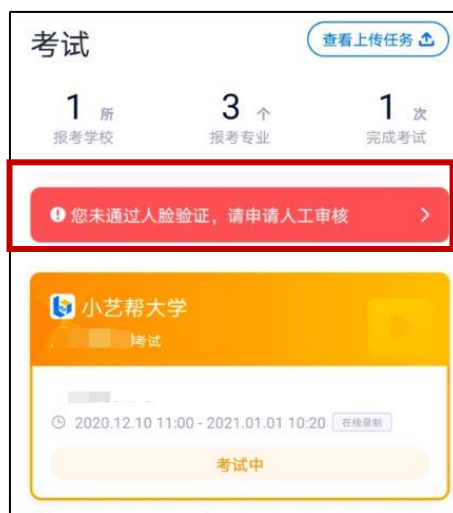 考试
查看上传任务
1 所
3 个
1 次
报考学校
报考专业
完成考试
您未通过人脸验证，请申请人工审核
小艺帮大学
考试
2020.12.10 11:00 - 2021.01.01 10:20 在线录制
考试中